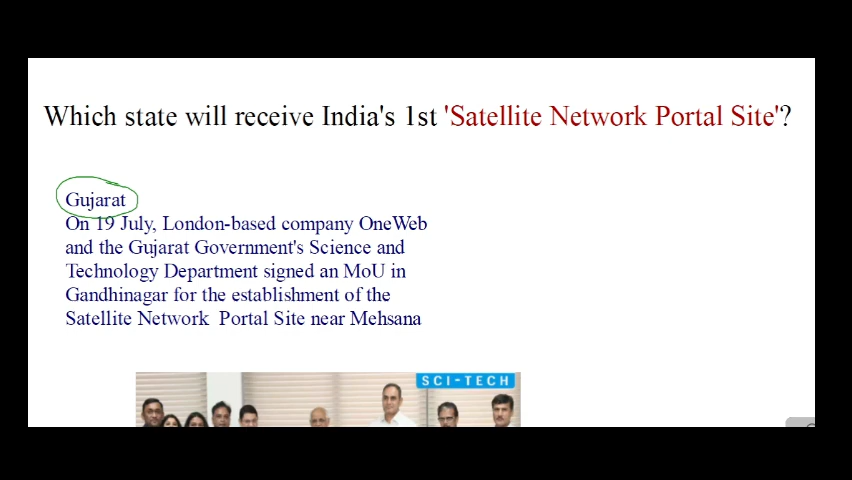 Which state will receive India's 1st 'Satellite Network Portal Site'?
Gujarat
On 19 July, London-based company OneWeb
and the Gujarat Government's Science and
Technology Department signed an MoU in
Gandhinagar for the establishment of the
Satellite Network Portal Site near Mehsana
SCI-TECH